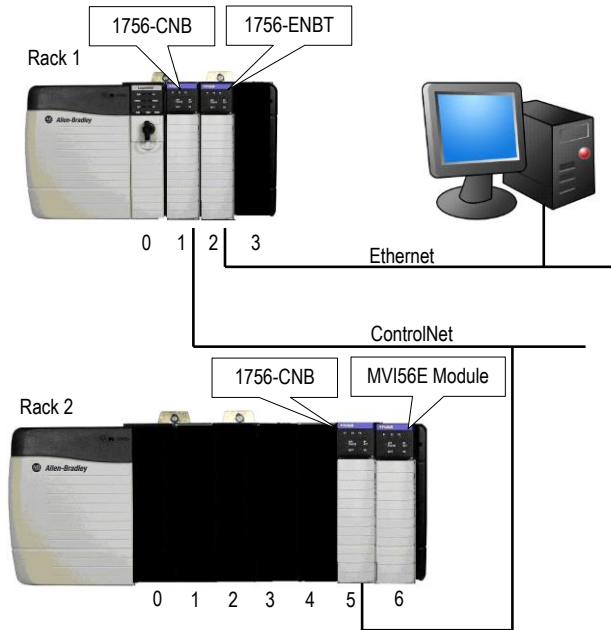 1756-CNB
1756-ENBT
Rack 1
Allen-Bradley
0 1 2 3
Ethernet
ControlNet
1756-CNB
MVI56E Module
Rack 2
Allen-Bradley
0 1 2 3 4 5 6